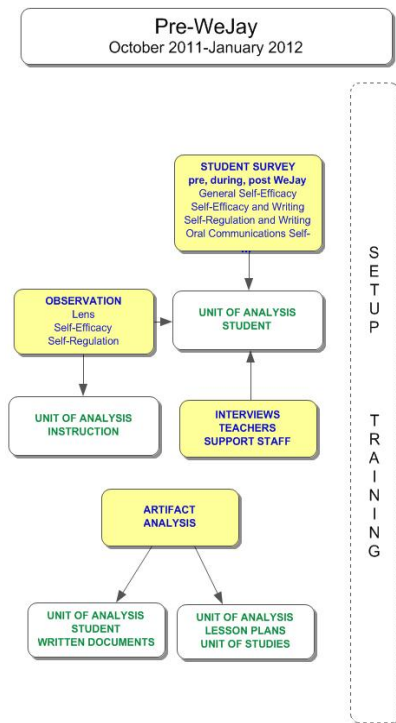 Pre-WeJay
October 2011-January 2012
STUDENT SURVEY
pre, during, post WeJay
General Self-Efficacy
Self-Efficacy and Writing
Self-Regulation and Writing
Oral Communications Self-
...
OBSERVATION
Lens
Self-Efficacy
Self-Regulation
UNIT OF ANALYSIS
STUDENT
UNIT OF ANALYSIS
INSTRUCTION
INTERVIEWS
TEACHERS
SUPPORT STAFF
ARTIFACT
ANALYSIS
UNIT OF ANALYSIS
STUDENT
WRITTEN DOCUMENTS
UNIT OF ANALYSIS
LESSON PLANS
UNIT OF STUDIES
SETUP
TRAINING